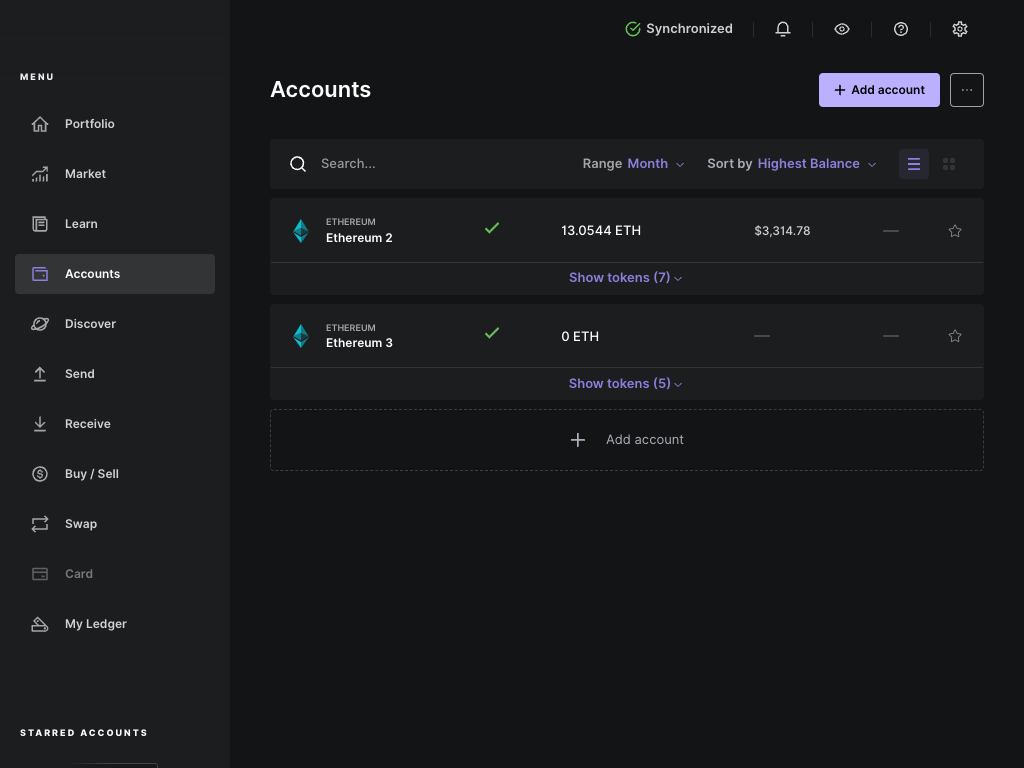 Synchronized
MENU
Portfolio
Market
Learn
Accounts
Discover
Send
Receive
Buy / Sell
Swap
Card
My Ledger
STARRED ACCOUNTS
Accounts
Add account
Search...
Range Month
Sort by Highest Balance
ETHEREUM
Ethereum 2
13.0544 ETH
$3,314.78
Show tokens (7)
ETHEREUM
Ethereum 3
0 ETH
Show tokens (5)
Add account